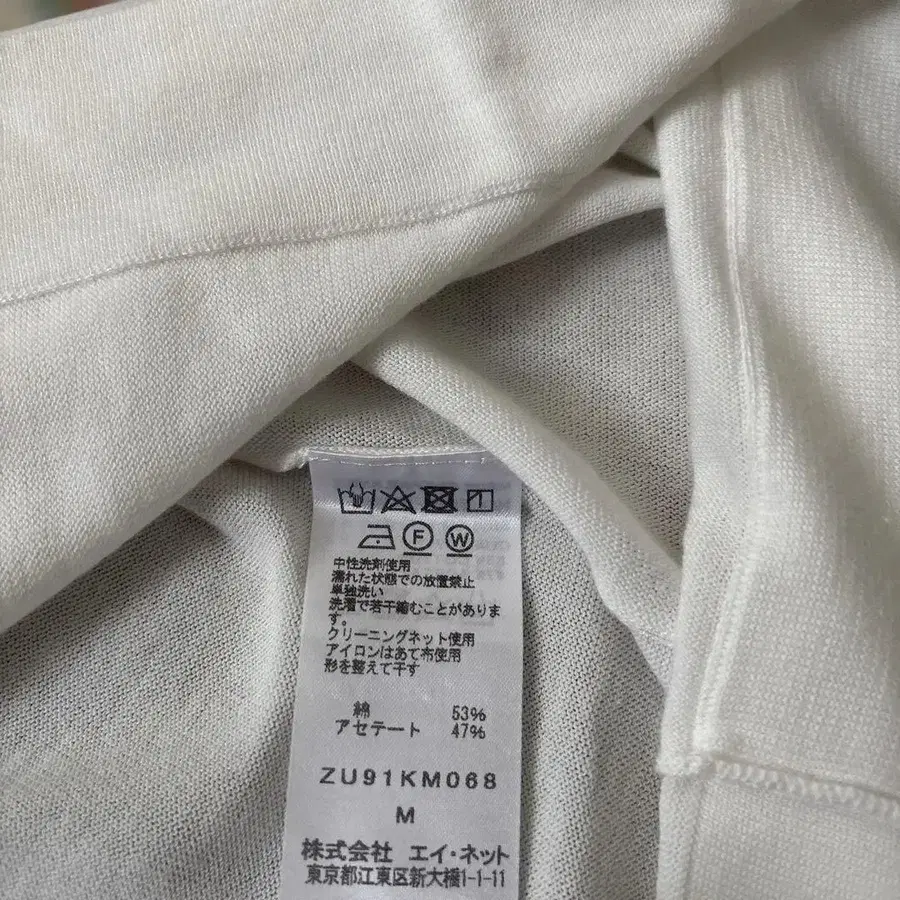 F W
中性洗剤使用
濡れた状態での放置禁止
単独洗い
洗濯で若干縮むことがありま
す。
クリーニングネット使用
アイロンはあて布使用
形を整えて干す
綿 53%
アセテート 47%
ZU91KM068
M
株式会社 エイ・ネット
東京都江東区新大橋1-1-11